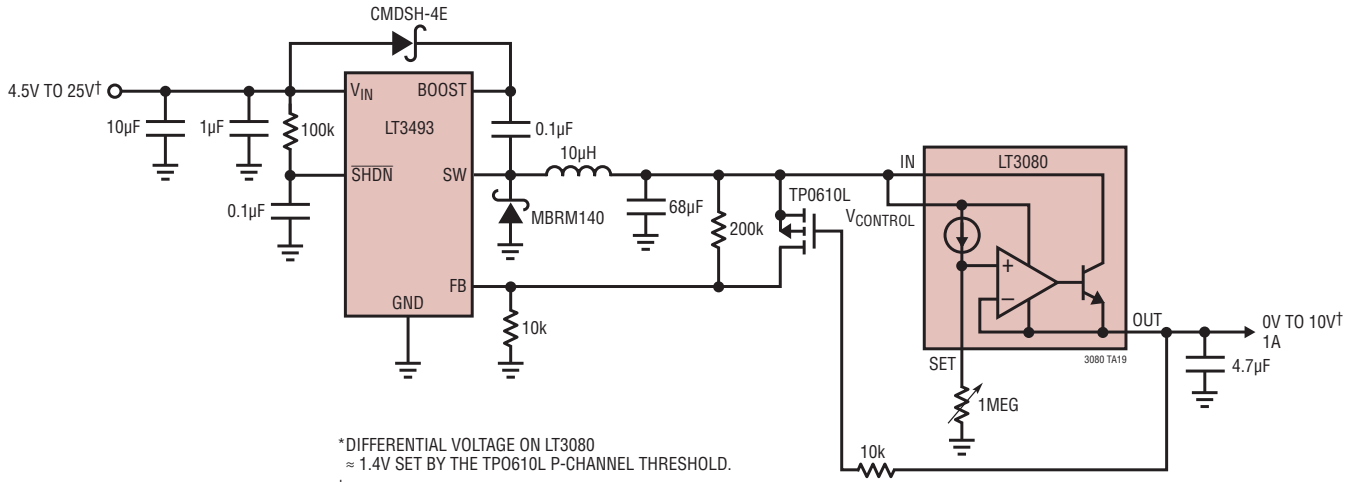 CMDSH-4E
4.5V TO 25V†
VIN
BOOST
10µF
1µF
100k
LT3493
0.1µF
10µH
IN
LT3080
SHDN
SW
TP0610L
0.1µF
MBRM140
68µF
200k
VCONTROL
FB
+
−
GND
10k
OUT
0V TO 10V†
1A
SET
3080 TA19
4.7µF
1MEG
*DIFFERENTIAL VOLTAGE ON LT3080
≈ 1.4V SET BY THE TPO610L P-CHANNEL THRESHOLD.
10k